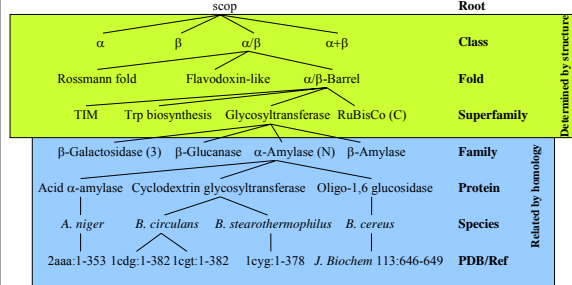 scop Root
α β α/β α+β Class
Rossmann fold Flavodoxin-like α/β-Barrel Fold
TIM Trp biosynthesis Glycosyltransferase RuBisCo (C) Superfamily
β-Galactosidase (3) β-Glucanase α-Amylase (N) β-Amylase Family
Acid α-amylase Cyclodextrin glycosyltransferase Oligo-1,6 glucosidase Protein
A. niger B. circulans B. stearothermophilus B. cereus Species
2aaa:1-353 1cdg:1-382 1cgt:1-382 1cyg:1-378 J. Biochem 113:646-649 PDB/Ref
Determined by structure
Related by homology